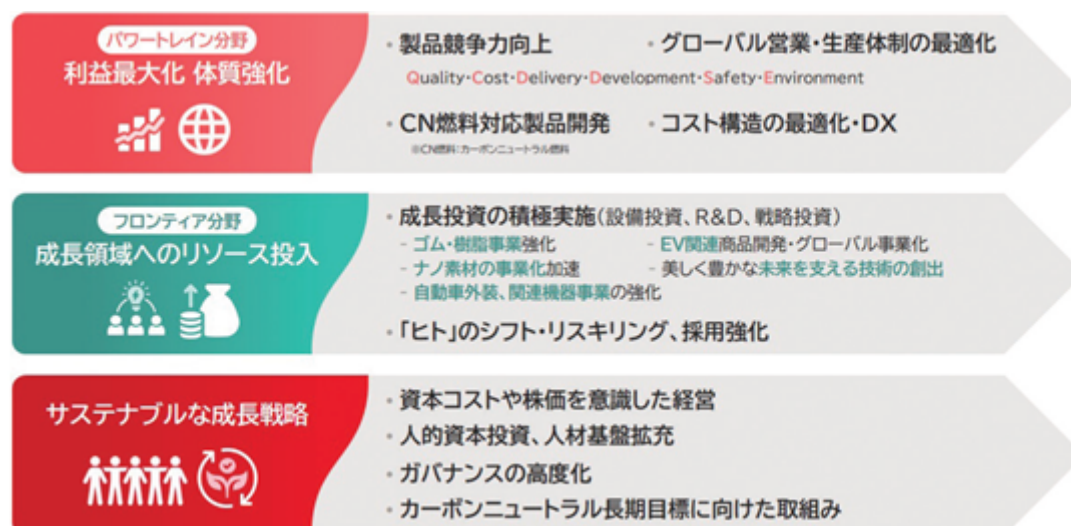 パワートレイン分野
利益最大化 体質強化
・製品競争力向上 ・グローバル営業・生産体制の最適化
Quality・Cost・Delivery・Development・Safety・Environment
・CN燃料対応製品開発 ・コスト構造の最適化・DX
※CN燃料:カーボンニュートラル燃料
フロンティア分野
成長領域へのリソース投入
・成長投資の積極実施(設備投資、R&D、戦略投資)
- ゴム・樹脂事業強化 - EV関連商品開発・グローバル事業化
- ナノ素材の事業化加速 - 美しく豊かな未来を支える技術の創出
- 自動車外装、関連機器事業の強化
・「ヒト」のシフト・リスキリング、採用強化
サステナブルな成長戦略
・資本コストや株価を意識した経営
・人的資本投資、人材基盤拡充
・ガバナンスの高度化
・カーボンニュートラル長期目標に向けた取組み